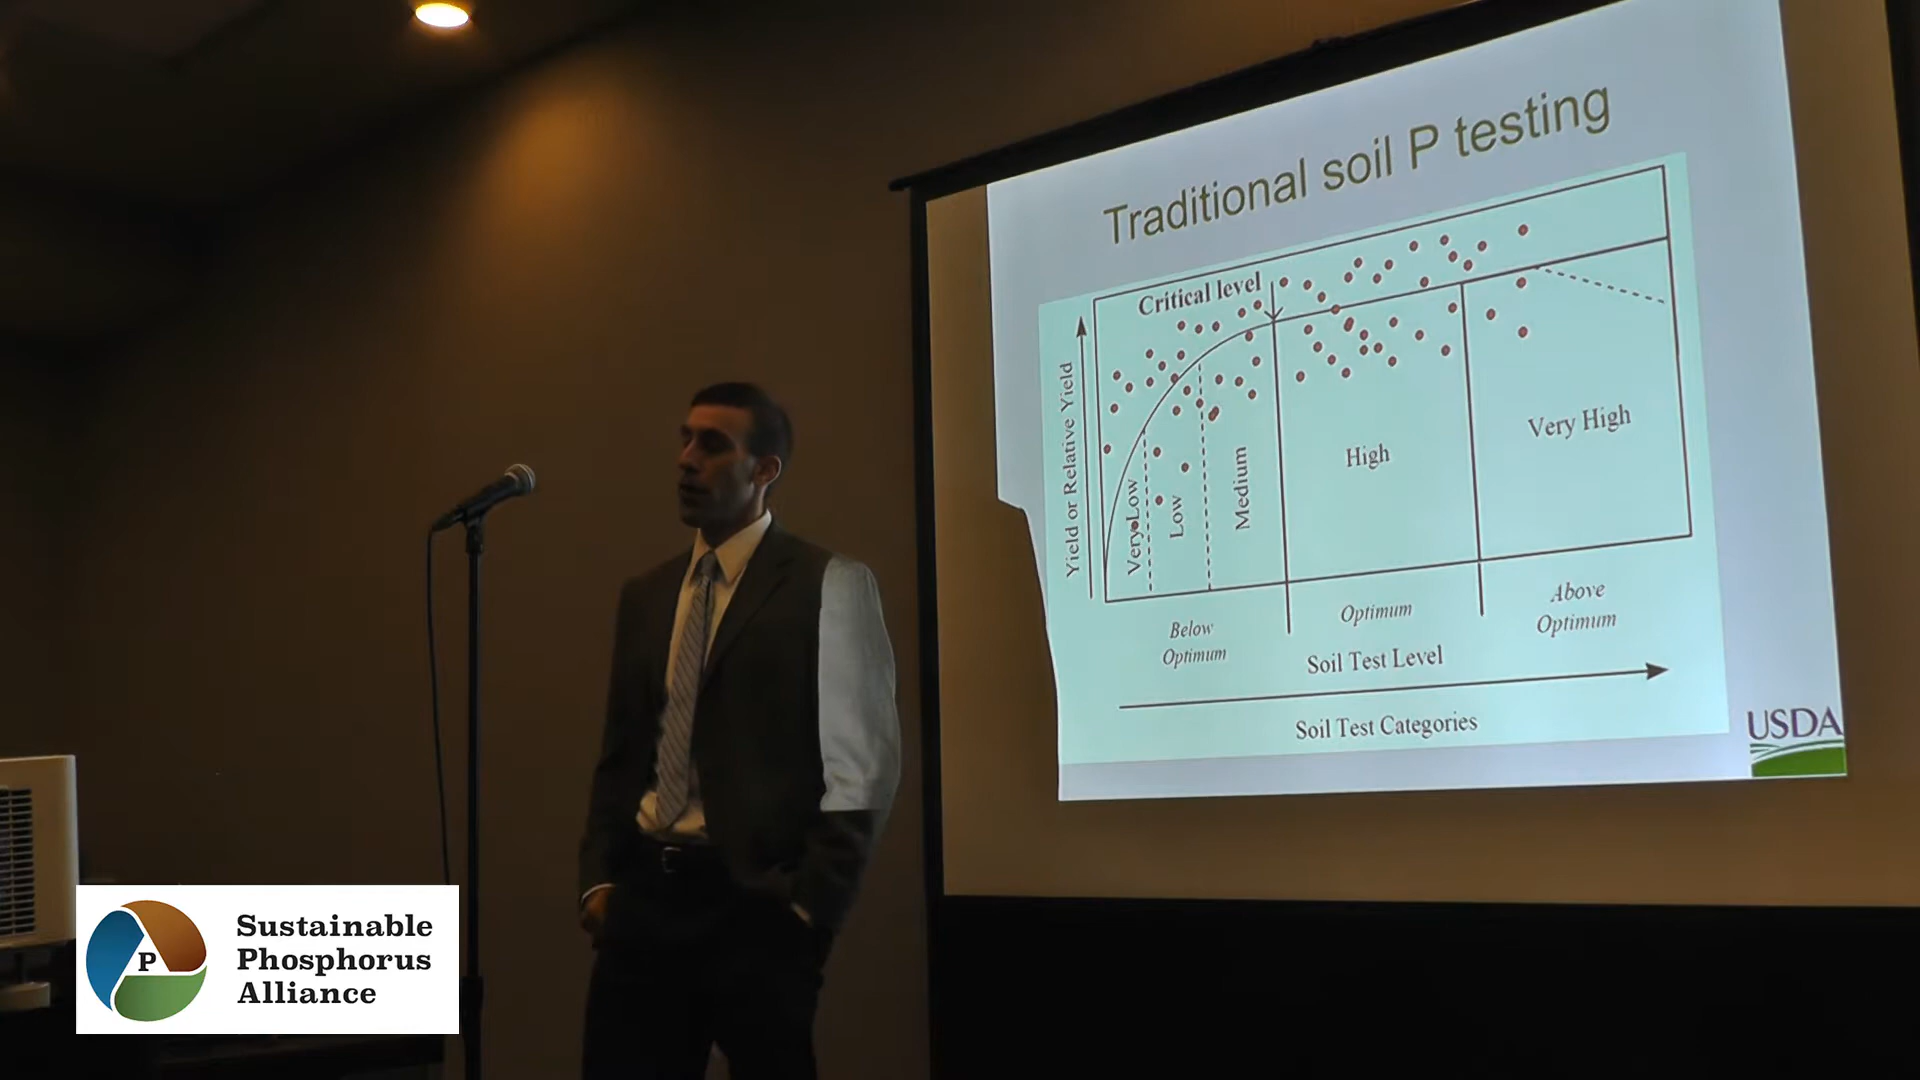 Traditional soil P testing
Critical level
Yield or Relative Yield
Very Low
Low
Medium
High
Very High
Below
Optimum
Optimum
Above
Optimum
Soil Test Level
Soil Test Categories
USDA
P
Sustainable
Phosphorus
Alliance